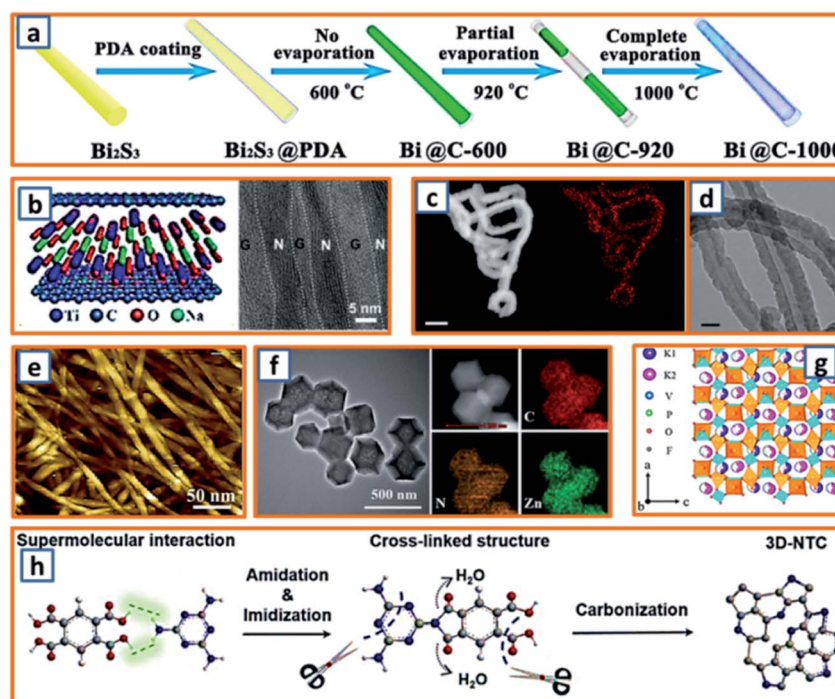 a
PDA coating
No
evaporation
600 °C
Partial
evaporation
920 °C
Complete
evaporation
1000 °C
Bi2S3
Bi2S3@PDA
Bi@C-600
Bi@C-920
Bi@C-1000
b
G N G N G N
5 nm
Ti C O Na
c
d
e
50 nm
f
500 nm
C
N
Zn
g
K1
K2
V
P
O
F
a
b
c
h
Supermolecular interaction
Amidation
&
Imidization
Cross-linked structure
H2O
H2O
Carbonization
3D-NTC